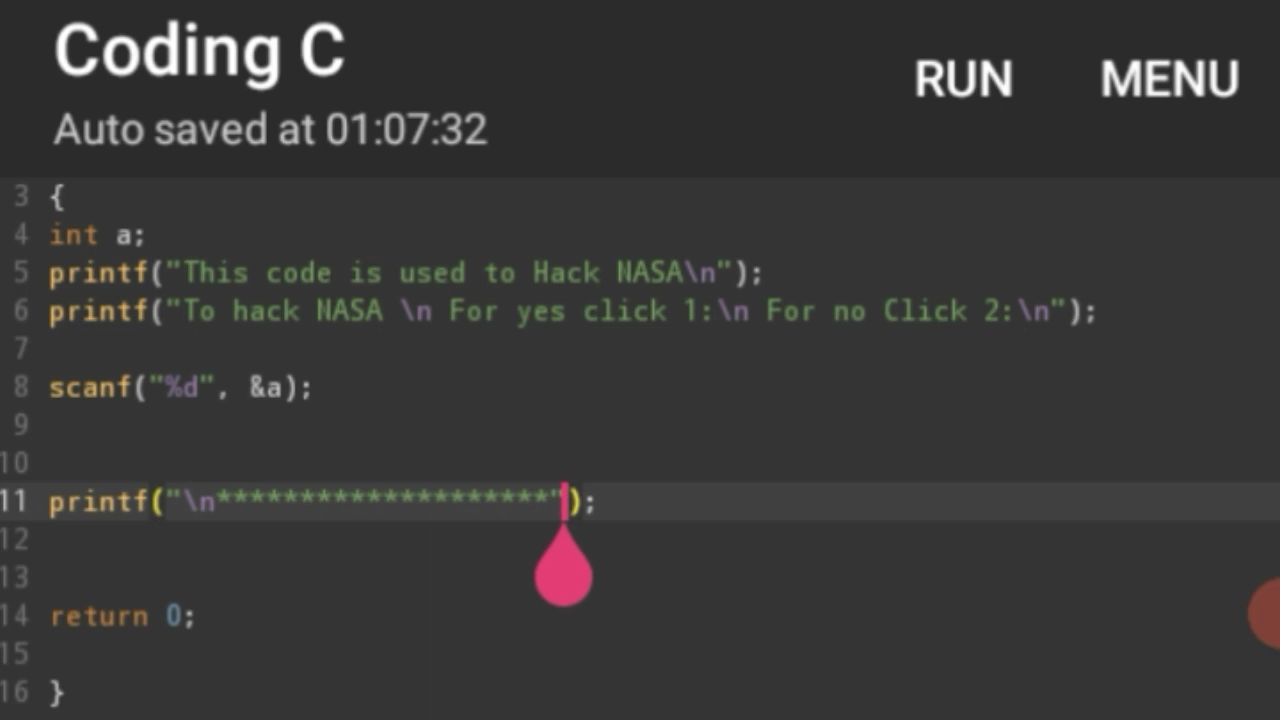 Coding C
RUN MENU
Auto saved at 01:07:32
3 {
4 int a;
5 printf("This code is used to Hack NASA\n");
6 printf("To hack NASA \n For yes click 1:\n For no Click 2:\n");
7
8 scanf("%d", &a);
9
10
11 printf("\n********************");
12
13
14 return 0;
15
16 }